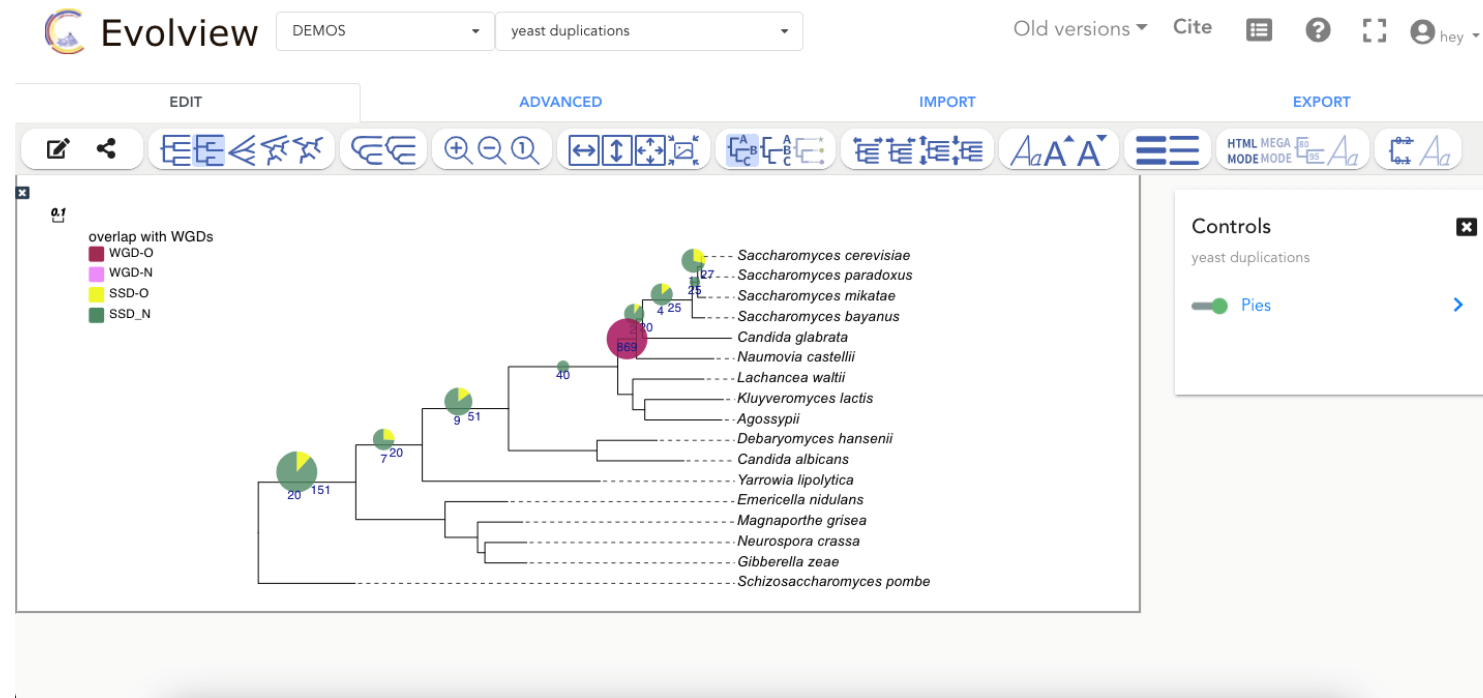 Evolview DEMOS yeast duplications Old versions Cite hey
EDIT ADVANCED IMPORT EXPORT
HTML MODE MEGA MODE
0.1
overlap with WGDs
WGD-O
WGD-N
SSD-O
SSD_N
Saccharomyces cerevisiae
27 Saccharomyces paradoxus
25 Saccharomyces mikatae
4 25 Saccharomyces bayanus
20
869 Candida glabrata
Naumovia castellii
40 Lachancea waltii
Kluyveromyces lactis
9 51 Agossypii
Debaryomyces hansenii
7 20 Candida albicans
Yarrowia lipolytica
20 151 Emericella nidulans
Magnaporthe grisea
Neurospora crassa
Gibberella zeae
Schizosaccharomyces pombe
Controls
yeast duplications
Pies